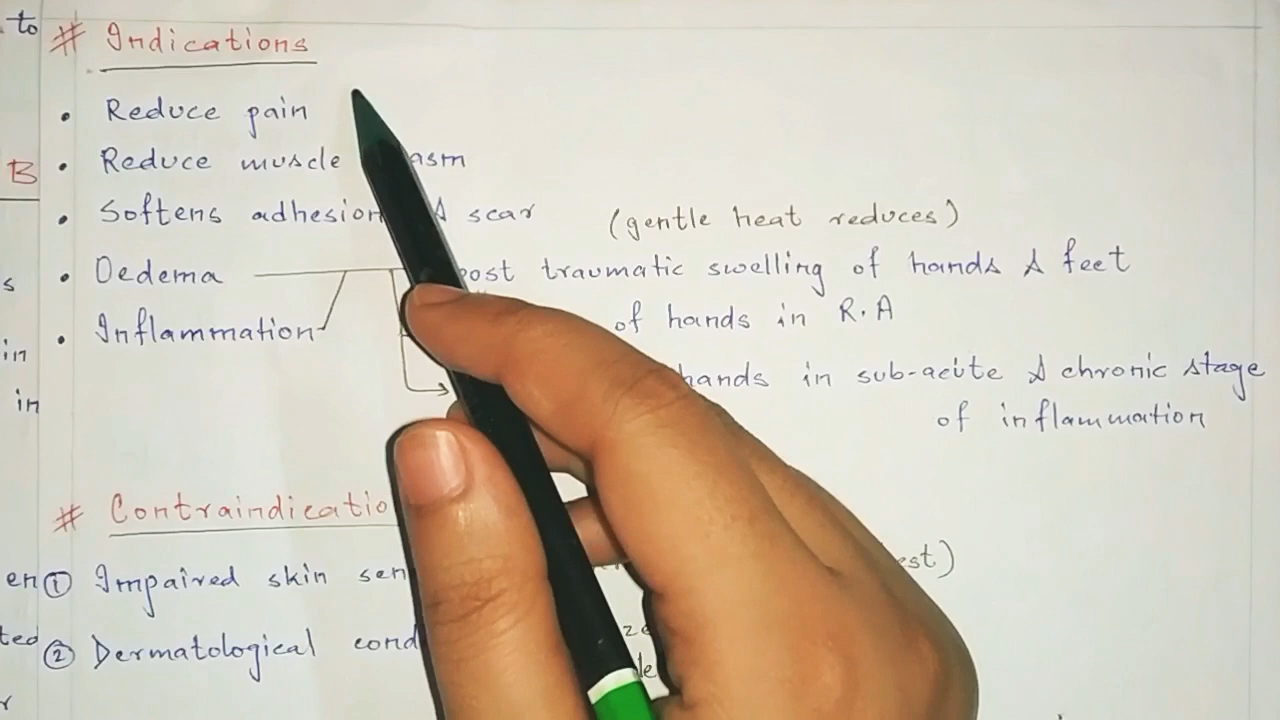 to
# Indications
• Reduce pain
B
• Reduce muscle
• Softens adhesion & scar (gentle heat reduces)
s
• Oedema post traumatic swelling of hands & feet
• Inflammation of hands in R.A
in
hands in sub-acute & chronic stage
in
of inflammation
# Contraindicatio
en
① Impaired skin sen
ted
② Dermatological cond
r